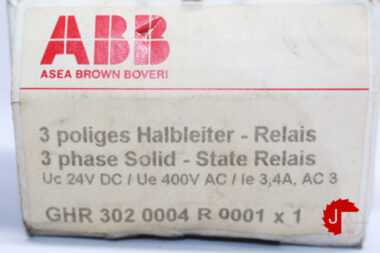 ABB
ASEA BROWN BOVERI
3 poliges Halbleiter - Relais
3 phase Solid - State Relais
Uc 24V DC / Ue 400V AC / Ie 3,4A, AC 3
GHR 302 0004 R 0001 x 1